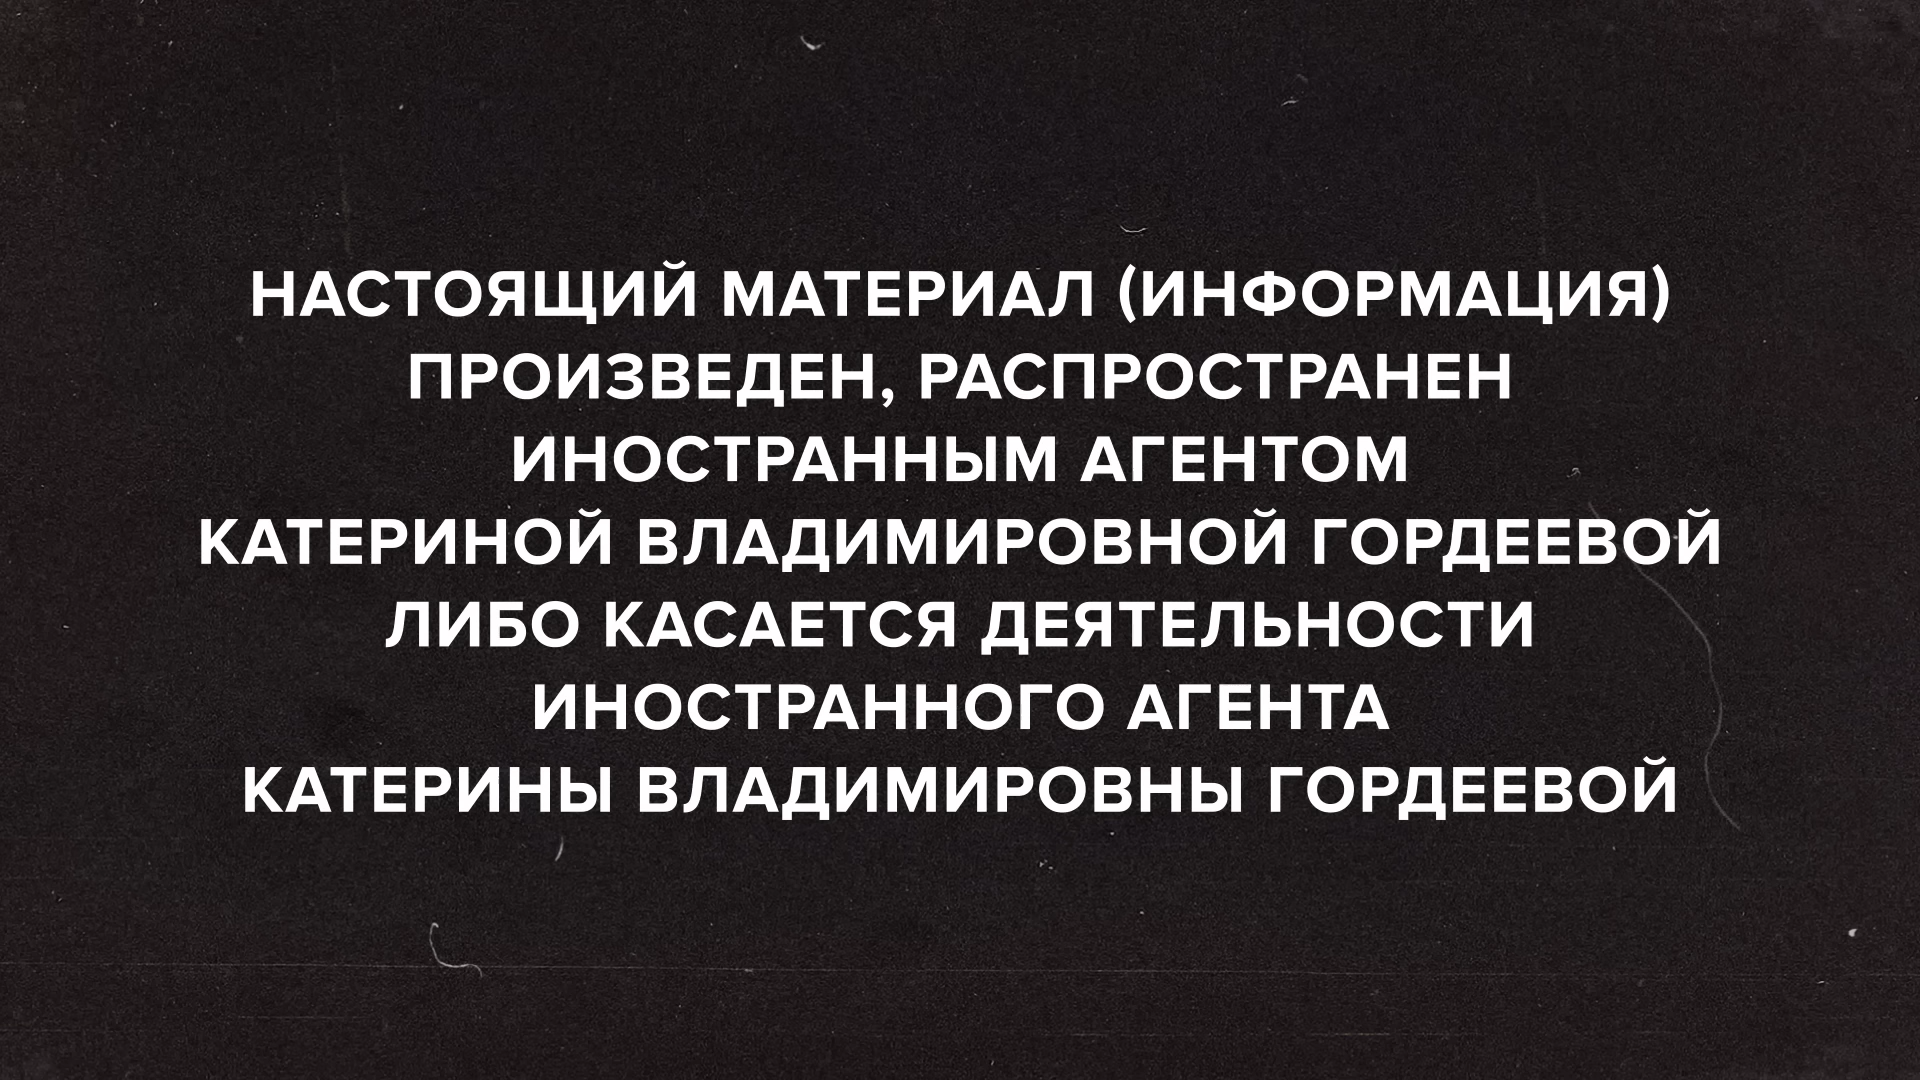 НАСТОЯЩИЙ МАТЕРИАЛ (ИНФОРМАЦИЯ)
ПРОИЗВЕДЕН, РАСПРОСТРАНЕН
ИНОСТРАННЫМ АГЕНТОМ
КАТЕРИНОЙ ВЛАДИМИРОВНОЙ ГОРДЕЕВОЙ
ЛИБО КАСАЕТСЯ ДЕЯТЕЛЬНОСТИ
ИНОСТРАННОГО АГЕНТА
КАТЕРИНЫ ВЛАДИМИРОВНЫ ГОРДЕЕВОЙ